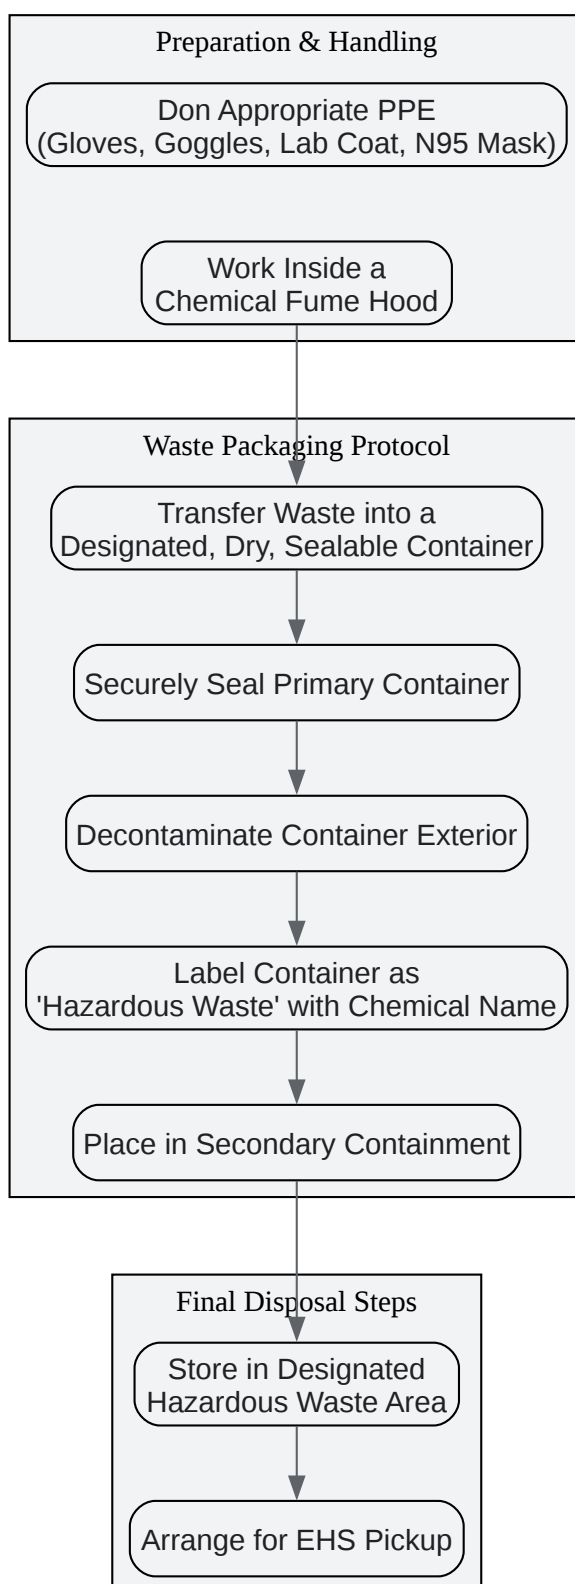 Preparation & Handling
Don Appropriate PPE
(Gloves, Goggles, Lab Coat, N95 Mask)
Work Inside a
Chemical Fume Hood
Waste Packaging Protocol
Transfer Waste into a
Designated, Dry, Sealable Container
Securely Seal Primary Container
Decontaminate Container Exterior
Label Container as
'Hazardous Waste' with Chemical Name
Place in Secondary Containment
Final Disposal Steps
Store in Designated
Hazardous Waste Area
Arrange for EHS Pickup